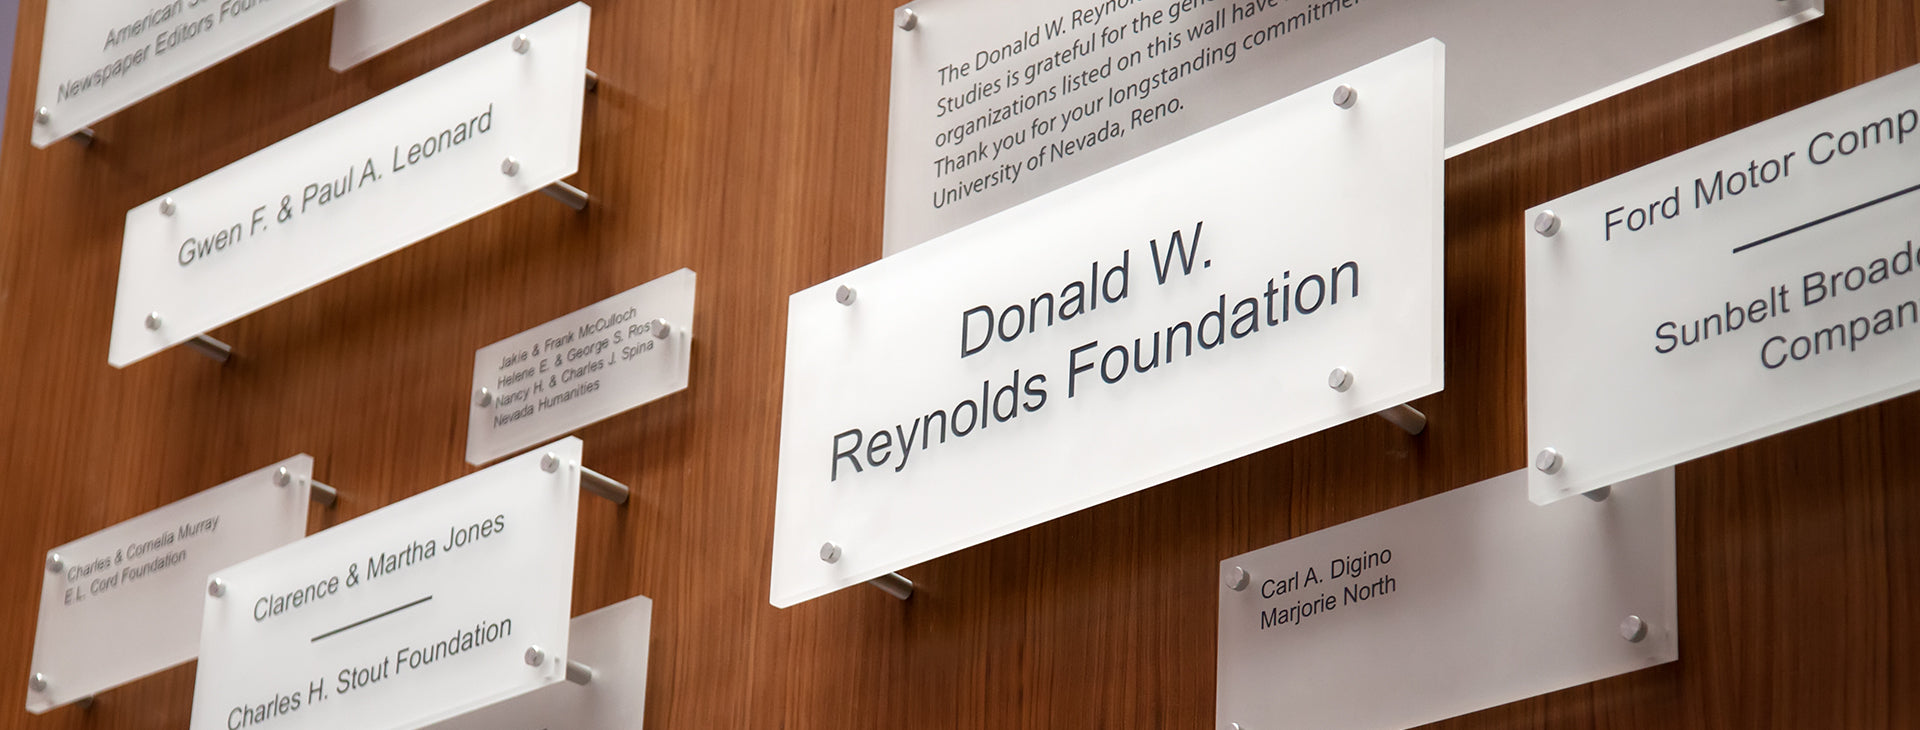 American
Newspaper Editors
Gwen F. & Paul A. Leonard
Jakie & Frank McCulloch
Helene E. & George S.
Nancy H. & Charles J. Spina
Nevada Humanities
Charles & Cornelia Murray
E.L. Cord Foundation
Clarence & Martha Jones
Charles H. Stout Foundation
The Donald W.
Studies is grateful for the
organizations listed on this wall have
Thank you for your longstanding
University of Nevada, Reno.
Donald W.
Reynolds Foundation
Ford Motor
Sunbelt
Carl A. Digino
Marjorie North